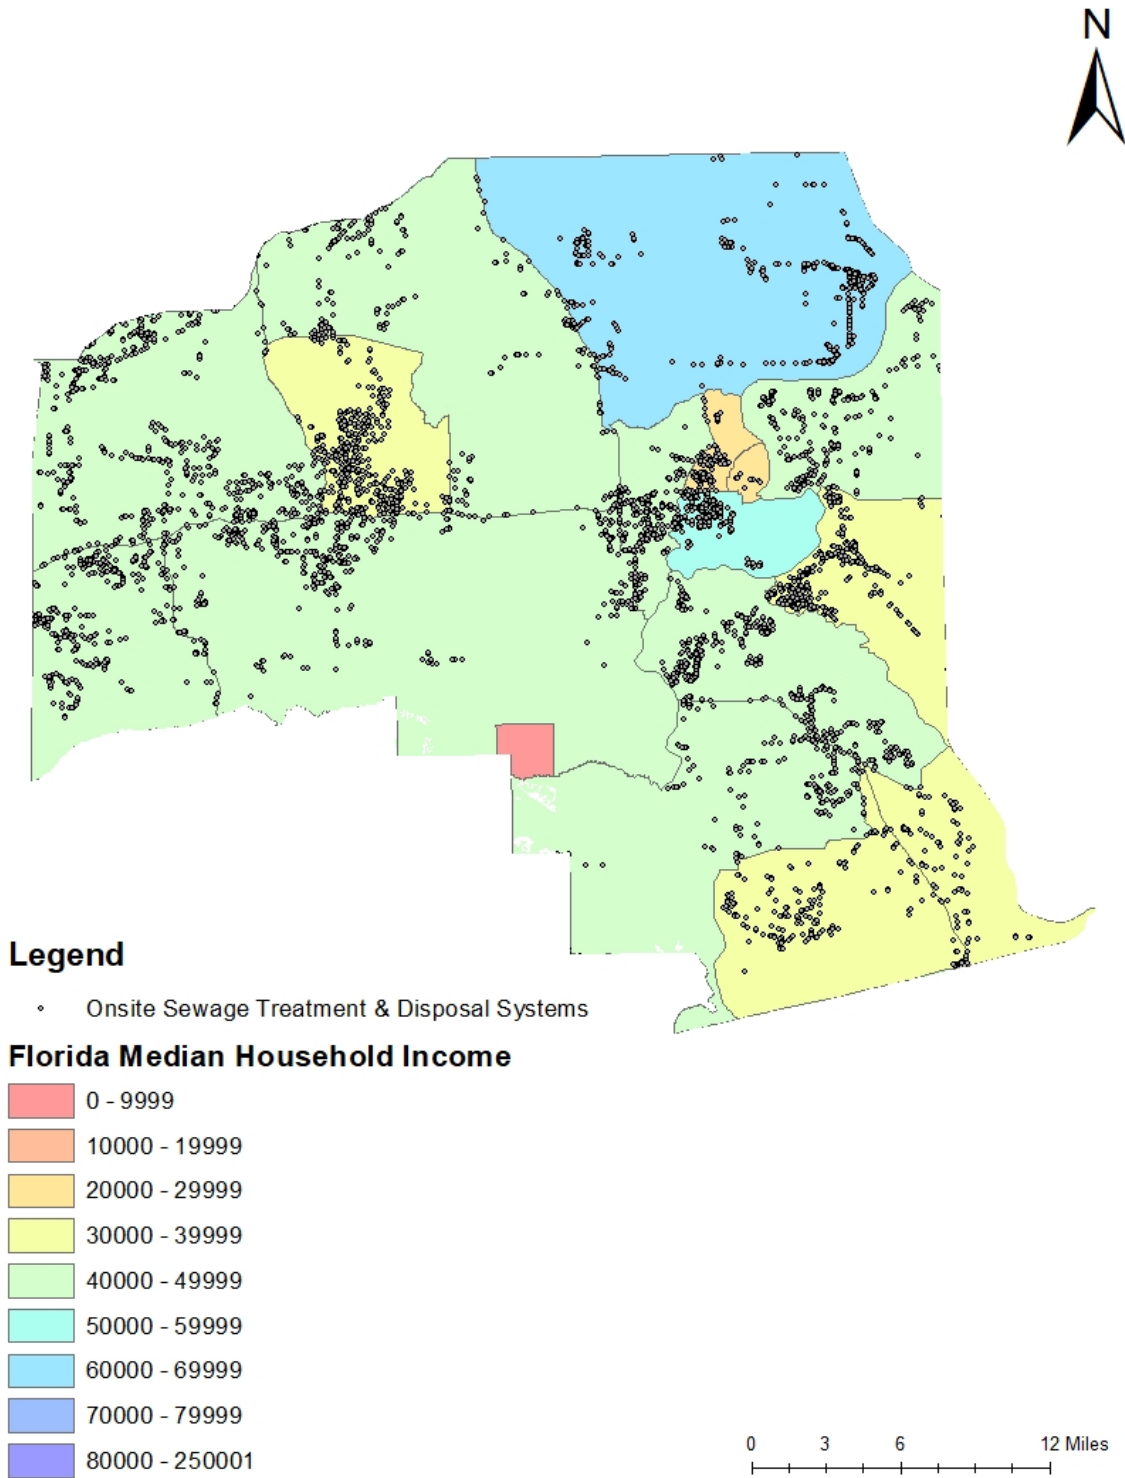 N
Legend
Onsite Sewage Treatment & Disposal Systems
Florida Median Household Income
0 - 9999
10000 - 19999
20000 - 29999
30000 - 39999
40000 - 49999
50000 - 59999
60000 - 69999
70000 - 79999
80000 - 250001
0 3 6 12 Miles